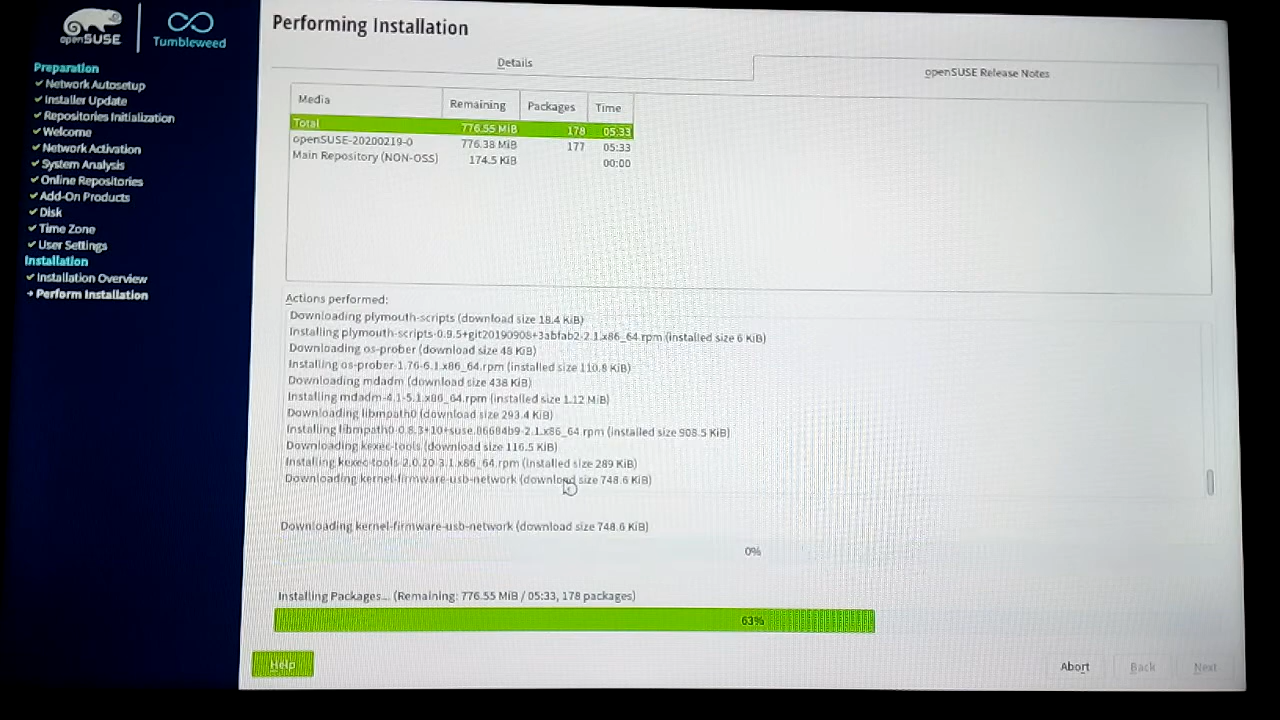 openSUSE
Tumbleweed
Preparation
Network Autosetup
Installer Update
Repositories Initialization
Welcome
Network Activation
System Analysis
Online Repositories
Add-On Products
Disk
Time Zone
User Settings
Installation
Installation Overview
Perform Installation
Performing Installation
Details
openSUSE Release Notes
Media Remaining Packages Time
Total 776.55 MiB 178 05:33
openSUSE-20200219-0 776.38 MiB 177 05:33
Main Repository (NON-OSS) 174.5 KiB 00:00
Actions performed:
Downloading plymouth-scripts (download size 18.4 KiB)
Installing plymouth-scripts-0.9.5+git20190908+3abfab2-2.1.x86_64.rpm (installed size 6 KiB)
Downloading os-prober (download size 48 KiB)
Installing os-prober-1.76-6.1.x86_64.rpm (installed size 110.8 KiB)
Downloading mdadm (download size 438 KiB)
Installing mdadm-4.1-5.1.x86_64.rpm (installed size 1.12 MiB)
Downloading libmpath0 (download size 293.4 KiB)
Installing libmpath0-0.8.3+10+suse.86684b9-2.1.x86_64.rpm (installed size 908.5 KiB)
Downloading kexec-tools (download size 116.5 KiB)
Installing kexec-tools-2.0.20-3.1.x86_64.rpm (installed size 289 KiB)
Downloading kernel-firmware-usb-network (download size 748.6 KiB)
Downloading kernel-firmware-usb-network (download size 748.6 KiB)
0%
Installing Packages... (Remaining: 776.55 MiB / 05:33, 178 packages)
63%
Help
Abort
Back
Next